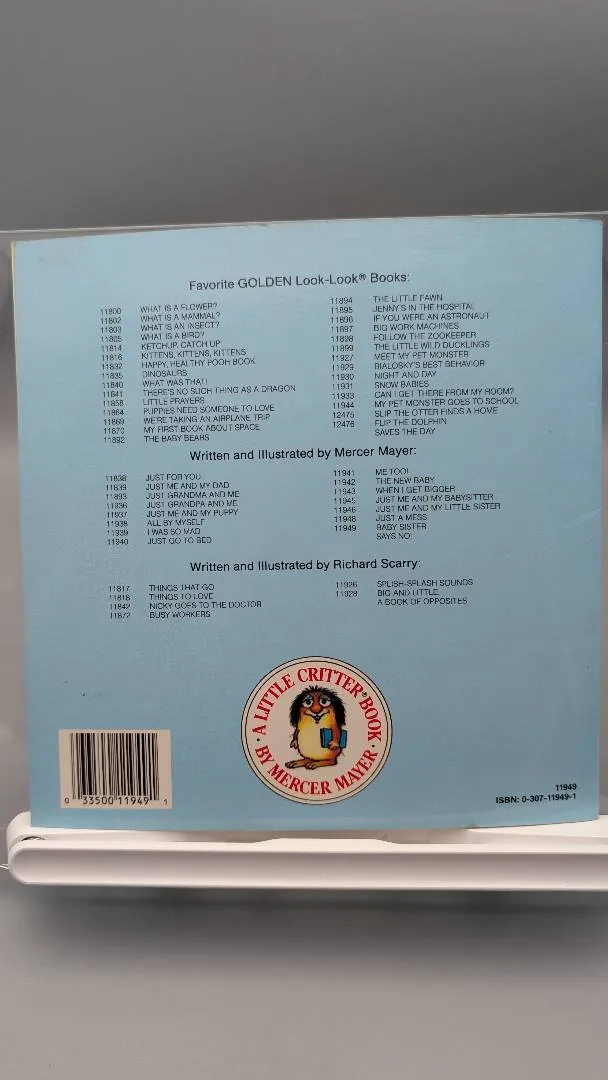 Favorite GOLDEN Look-Look® Books:
11800 WHAT IS A FLOWER?
11802 WHAT IS A MAMMAL?
11803 WHAT IS AN INSECT?
11805 WHAT IS A BIRD?
11814 KETCHUP, CATCH UP
11816 KITTENS, KITTENS, KITTENS
11832 HAPPY, HEALTHY POOH BOOK
11835 DINOSAURS
11840 WHAT WAS THAT!
11841 THERE'S NO SUCH THING AS A DRAGON
11858 LITTLE PRAYERS
11864 PUPPIES NEED SOMEONE TO LOVE
11869 WE'RE TAKING AN AIRPLANE TRIP
11870 MY FIRST BOOK ABOUT SPACE
11892 THE BABY BEARS
11894 THE LITTLE FAWN
11895 JENNY'S IN THE HOSPITAL
11896 IF YOU WERE AN ASTRONAUT
11897 BIG WORK MACHINES
11898 FOLLOW THE ZOOKEEPER
11899 THE LITTLE WILD DUCKLINGS
11927 MEET MY PET MONSTER
11929 BIALOSKY'S BEST BEHAVIOR
11930 NIGHT AND DAY
11931 SNOW BABIES
11933 CAN I GET THERE FROM MY ROOM?
11944 MY PET MONSTER GOES TO SCHOOL
12475 SLIP THE OTTER FINDS A HOME
12476 FLIP THE DOLPHIN
SAVES THE DAY
Written and Illustrated by Mercer Mayer:
11838 JUST FOR YOU
11839 JUST ME AND MY DAD
11893 JUST GRANDMA AND ME
11936 JUST GRANDPA AND ME
11937 JUST ME AND MY PUPPY
11938 ALL BY MYSELF
11939 I WAS SO MAD
11940 JUST GO TO BED
11941 ME TOO!
11942 THE NEW BABY
11943 WHEN I GET BIGGER
11945 JUST ME AND MY BABYSITTER
11946 JUST ME AND MY LITTLE SISTER
11948 JUST A MESS
11949 BABY SISTER
SAYS NO!
Written and Illustrated by Richard Scarry:
11817 THINGS THAT GO
11818 THINGS TO LOVE
11842 NICKY GOES TO THE DOCTOR
11872 BUSY WORKERS
11926 SPLISH-SPLASH SOUNDS
11928 BIG AND LITTLE
A BOOK OF OPPOSITES
· A LITTLE CRITTER® BOOK ·
BY MERCER MAYER
0 33500 11949 1
11949
ISBN: 0-307-11949-1